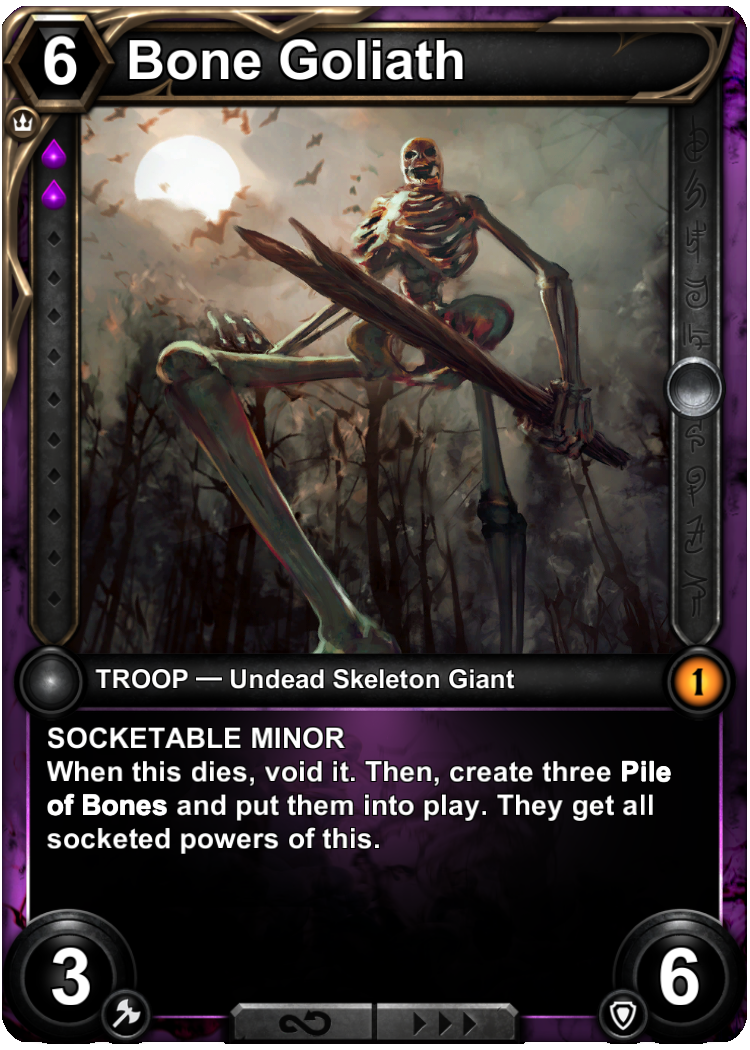 6
Bone Goliath
TROOP — Undead Skeleton Giant
1
SOCKETABLE MINOR
When this dies, void it. Then, create three Pile
of Bones and put them into play. They get all
socketed powers of this.
3
6